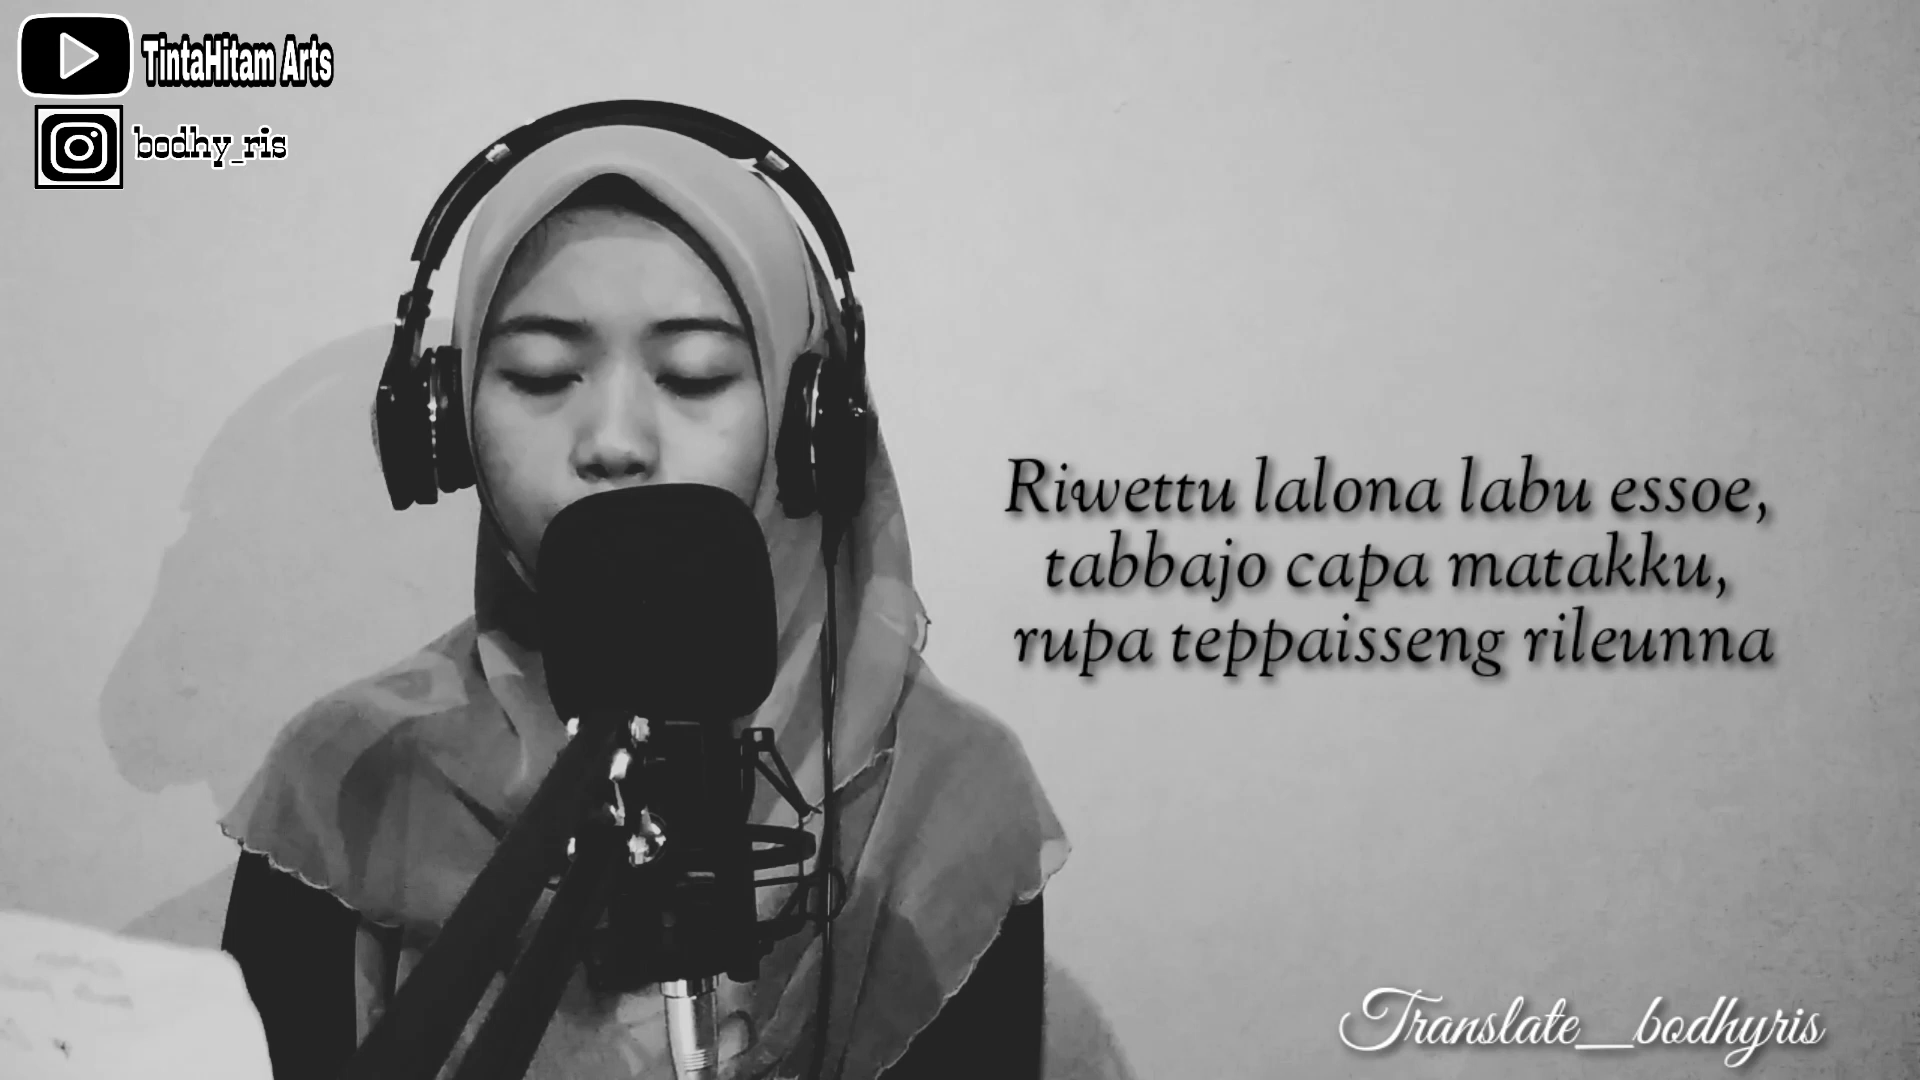 TintaHitam Arts
bodhy_ris
Riwettu lalona labu essoe,
tabbajo capa matakku,
rupa teppaisseng rileunna
Translate_bodhyris